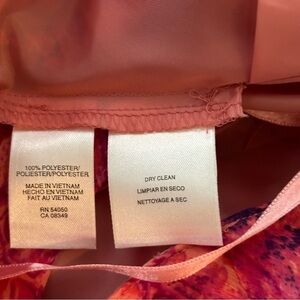 100% POLYESTER/
POLIESTER/POLYESTER
MADE IN VIETNAM
HECHO EN VIETNAM
FAIT AU VIETNAM
RN 54050
CA 08349
DRY CLEAN
LIMPIAR EN SECO
NETTOYAGE A SEC